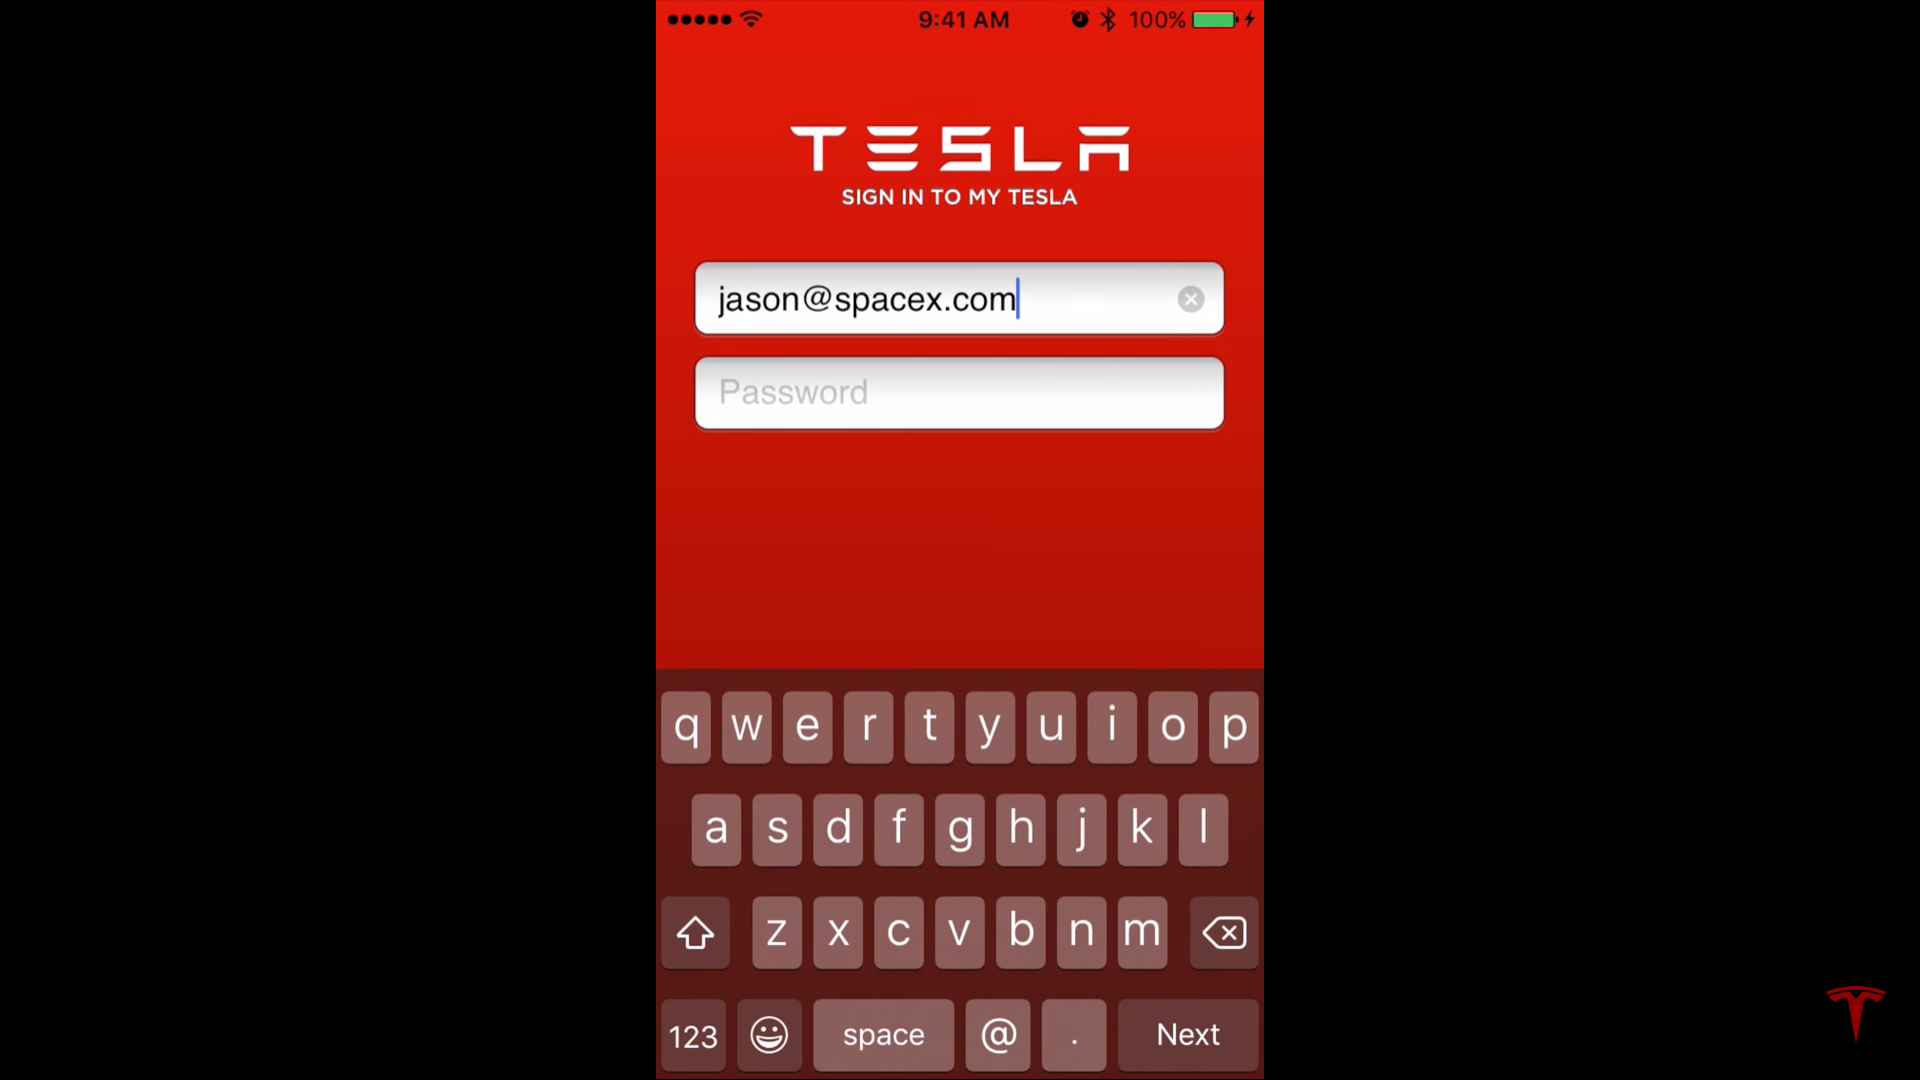 9:41 AM 100%
TESLA
SIGN IN TO MY TESLA
jason@spacex.com
Password
q w e r t y u i o p
a s d f g h j k l
z x c v b n m
123 space @ . Next